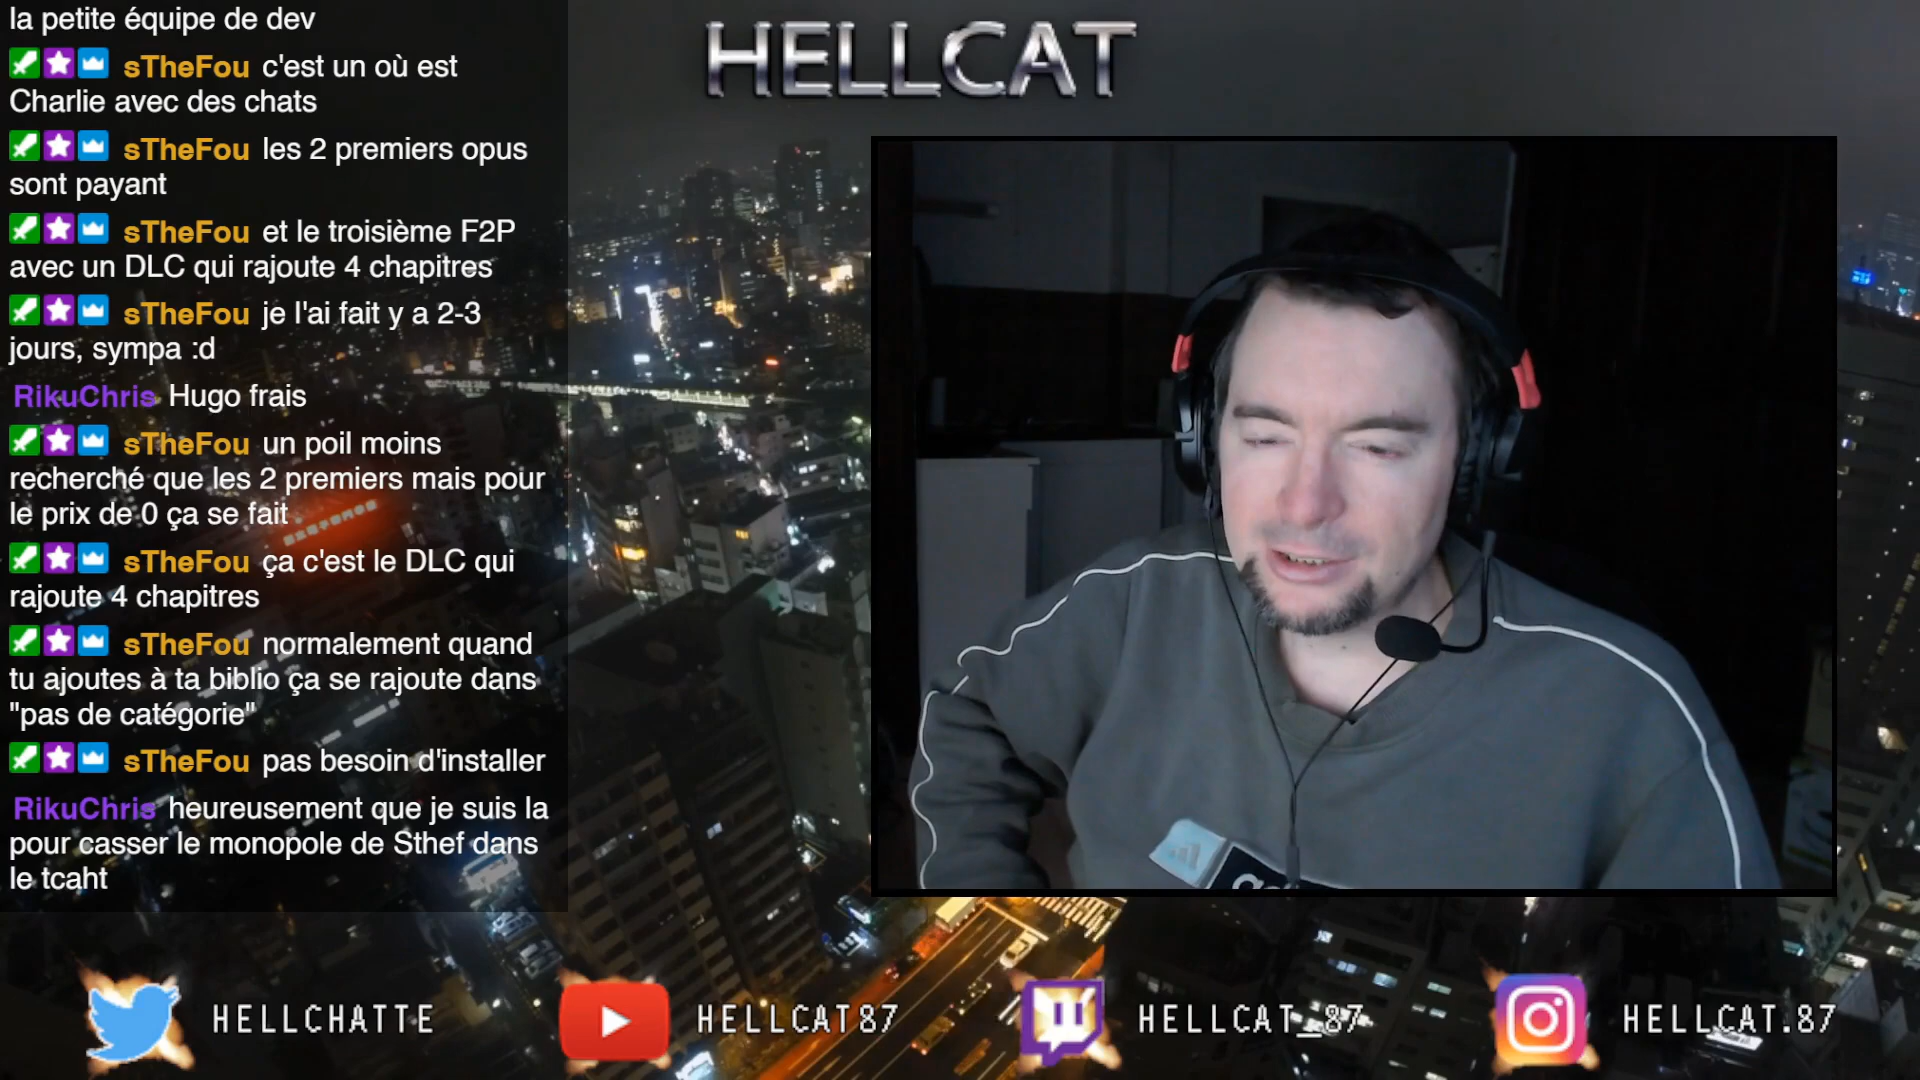 la petite équipe de dev
sTheFou c'est un où est
Charlie avec des chats
sTheFou les 2 premiers opus
sont payant
sTheFou et le troisième F2P
avec un DLC qui rajoute 4 chapitres
sTheFou je l'ai fait y a 2-3
jours, sympa :d
RikuChris Hugo frais
sTheFou un poil moins
recherché que les 2 premiers mais pour
le prix de 0 ça se fait
sTheFou ça c'est le DLC qui
rajoute 4 chapitres
sTheFou normalement quand
tu ajoutes à ta biblio ça se rajoute dans
"pas de catégorie"
sTheFou pas besoin d'installer
RikuChris heureusement que je suis la
pour casser le monopole de Sthef dans
le tcaht
HELLCAT
HELLCHATTE
HELLCAT87
HELLCAT_87
HELLCAT.87